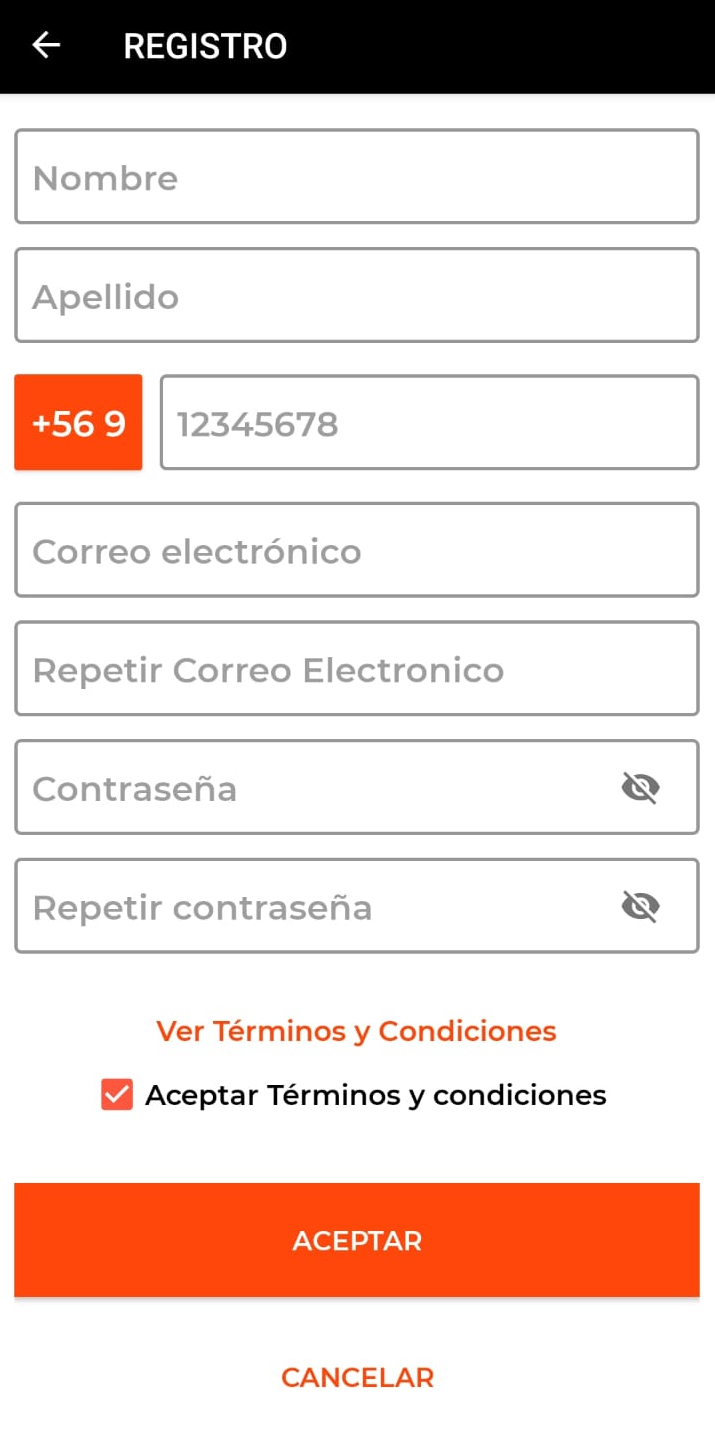 REGISTRO
Nombre
Apellido
+56 9 12345678
Correo electrónico
Repetir Correo Electronico
Contraseña
Repetir contraseña
Ver Términos y Condiciones
Aceptar Términos y condiciones
ACEPTAR
CANCELAR